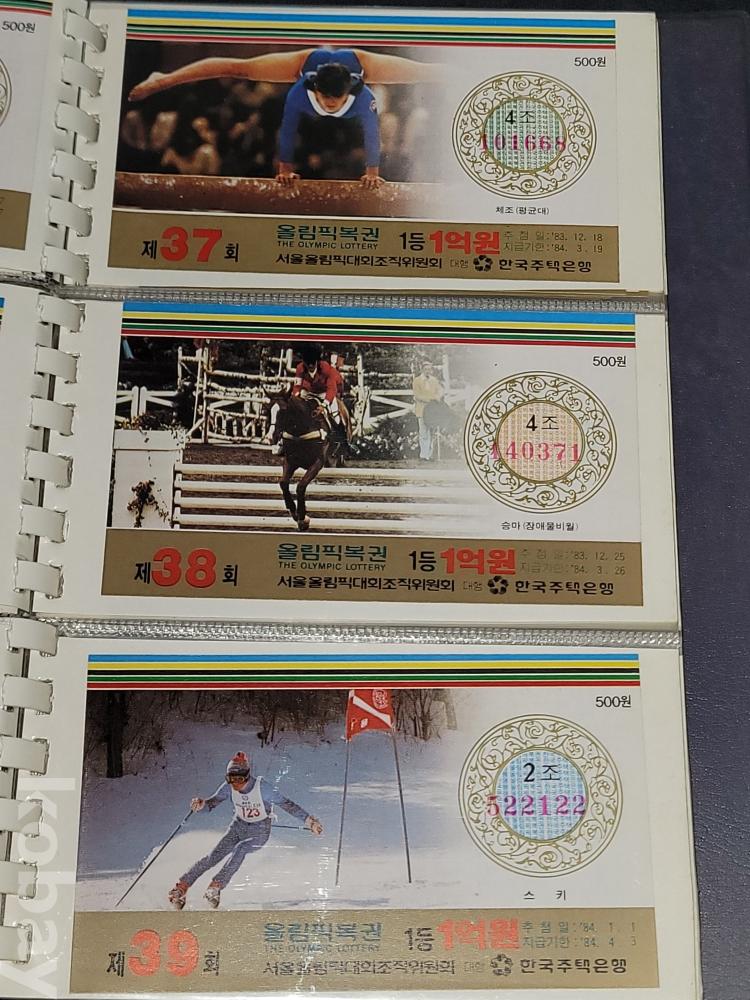 500원
500원
4 조
101668
체조 (평균대)
제37회
올림픽복권
THE OLYMPIC LOTTERY
서울올림픽대회조직위원회
1등 1억원
추 첨 일:'83. 12. 18
지급기한:'84. 3. 19
대행 한국주택은행
500원
4 조
140371
승마 (장애물비월)
제38회
올림픽복권
THE OLYMPIC LOTTERY
서울올림픽대회조직위원회
1등 1억원
추 첨 일:'83. 12. 25
지급기한:'84. 3. 26
대행 한국주택은행
500원
2 조
522122
스 키
123
제39회
올림픽복권
THE OLYMPIC LOTTERY
서울올림픽대회조직위원회
1등 1억원
추 첨 일:'84. 1. 1
지급기한:'84. 4. 3
대행 한국주택은행
kobay